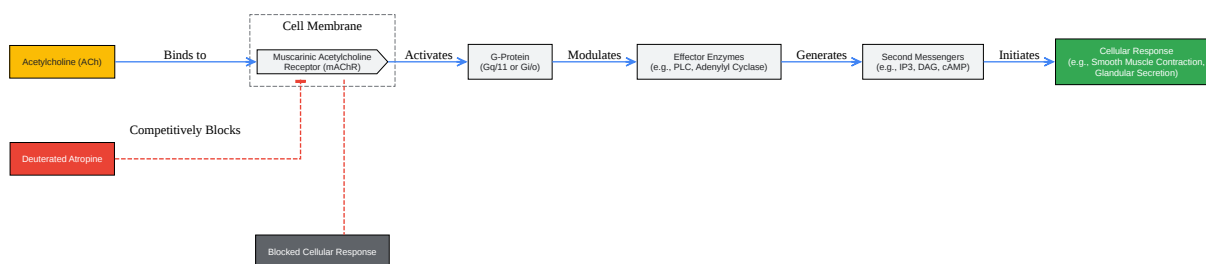 Cell Membrane
Acetylcholine (ACh)
Binds to
Muscarinic Acetylcholine
Receptor (mAChR)
Activates
G-Protein
(Gq/11 or Gi/o)
Modulates
Effector Enzymes
(e.g., PLC, Adenylyl Cyclase)
Generates
Second Messengers
(e.g., IP3, DAG, cAMP)
Initiates
Cellular Response
(e.g., Smooth Muscle Contraction,
Glandular Secretion)
Competitively Blocks
Deuterated Atropine
Blocked Cellular Response